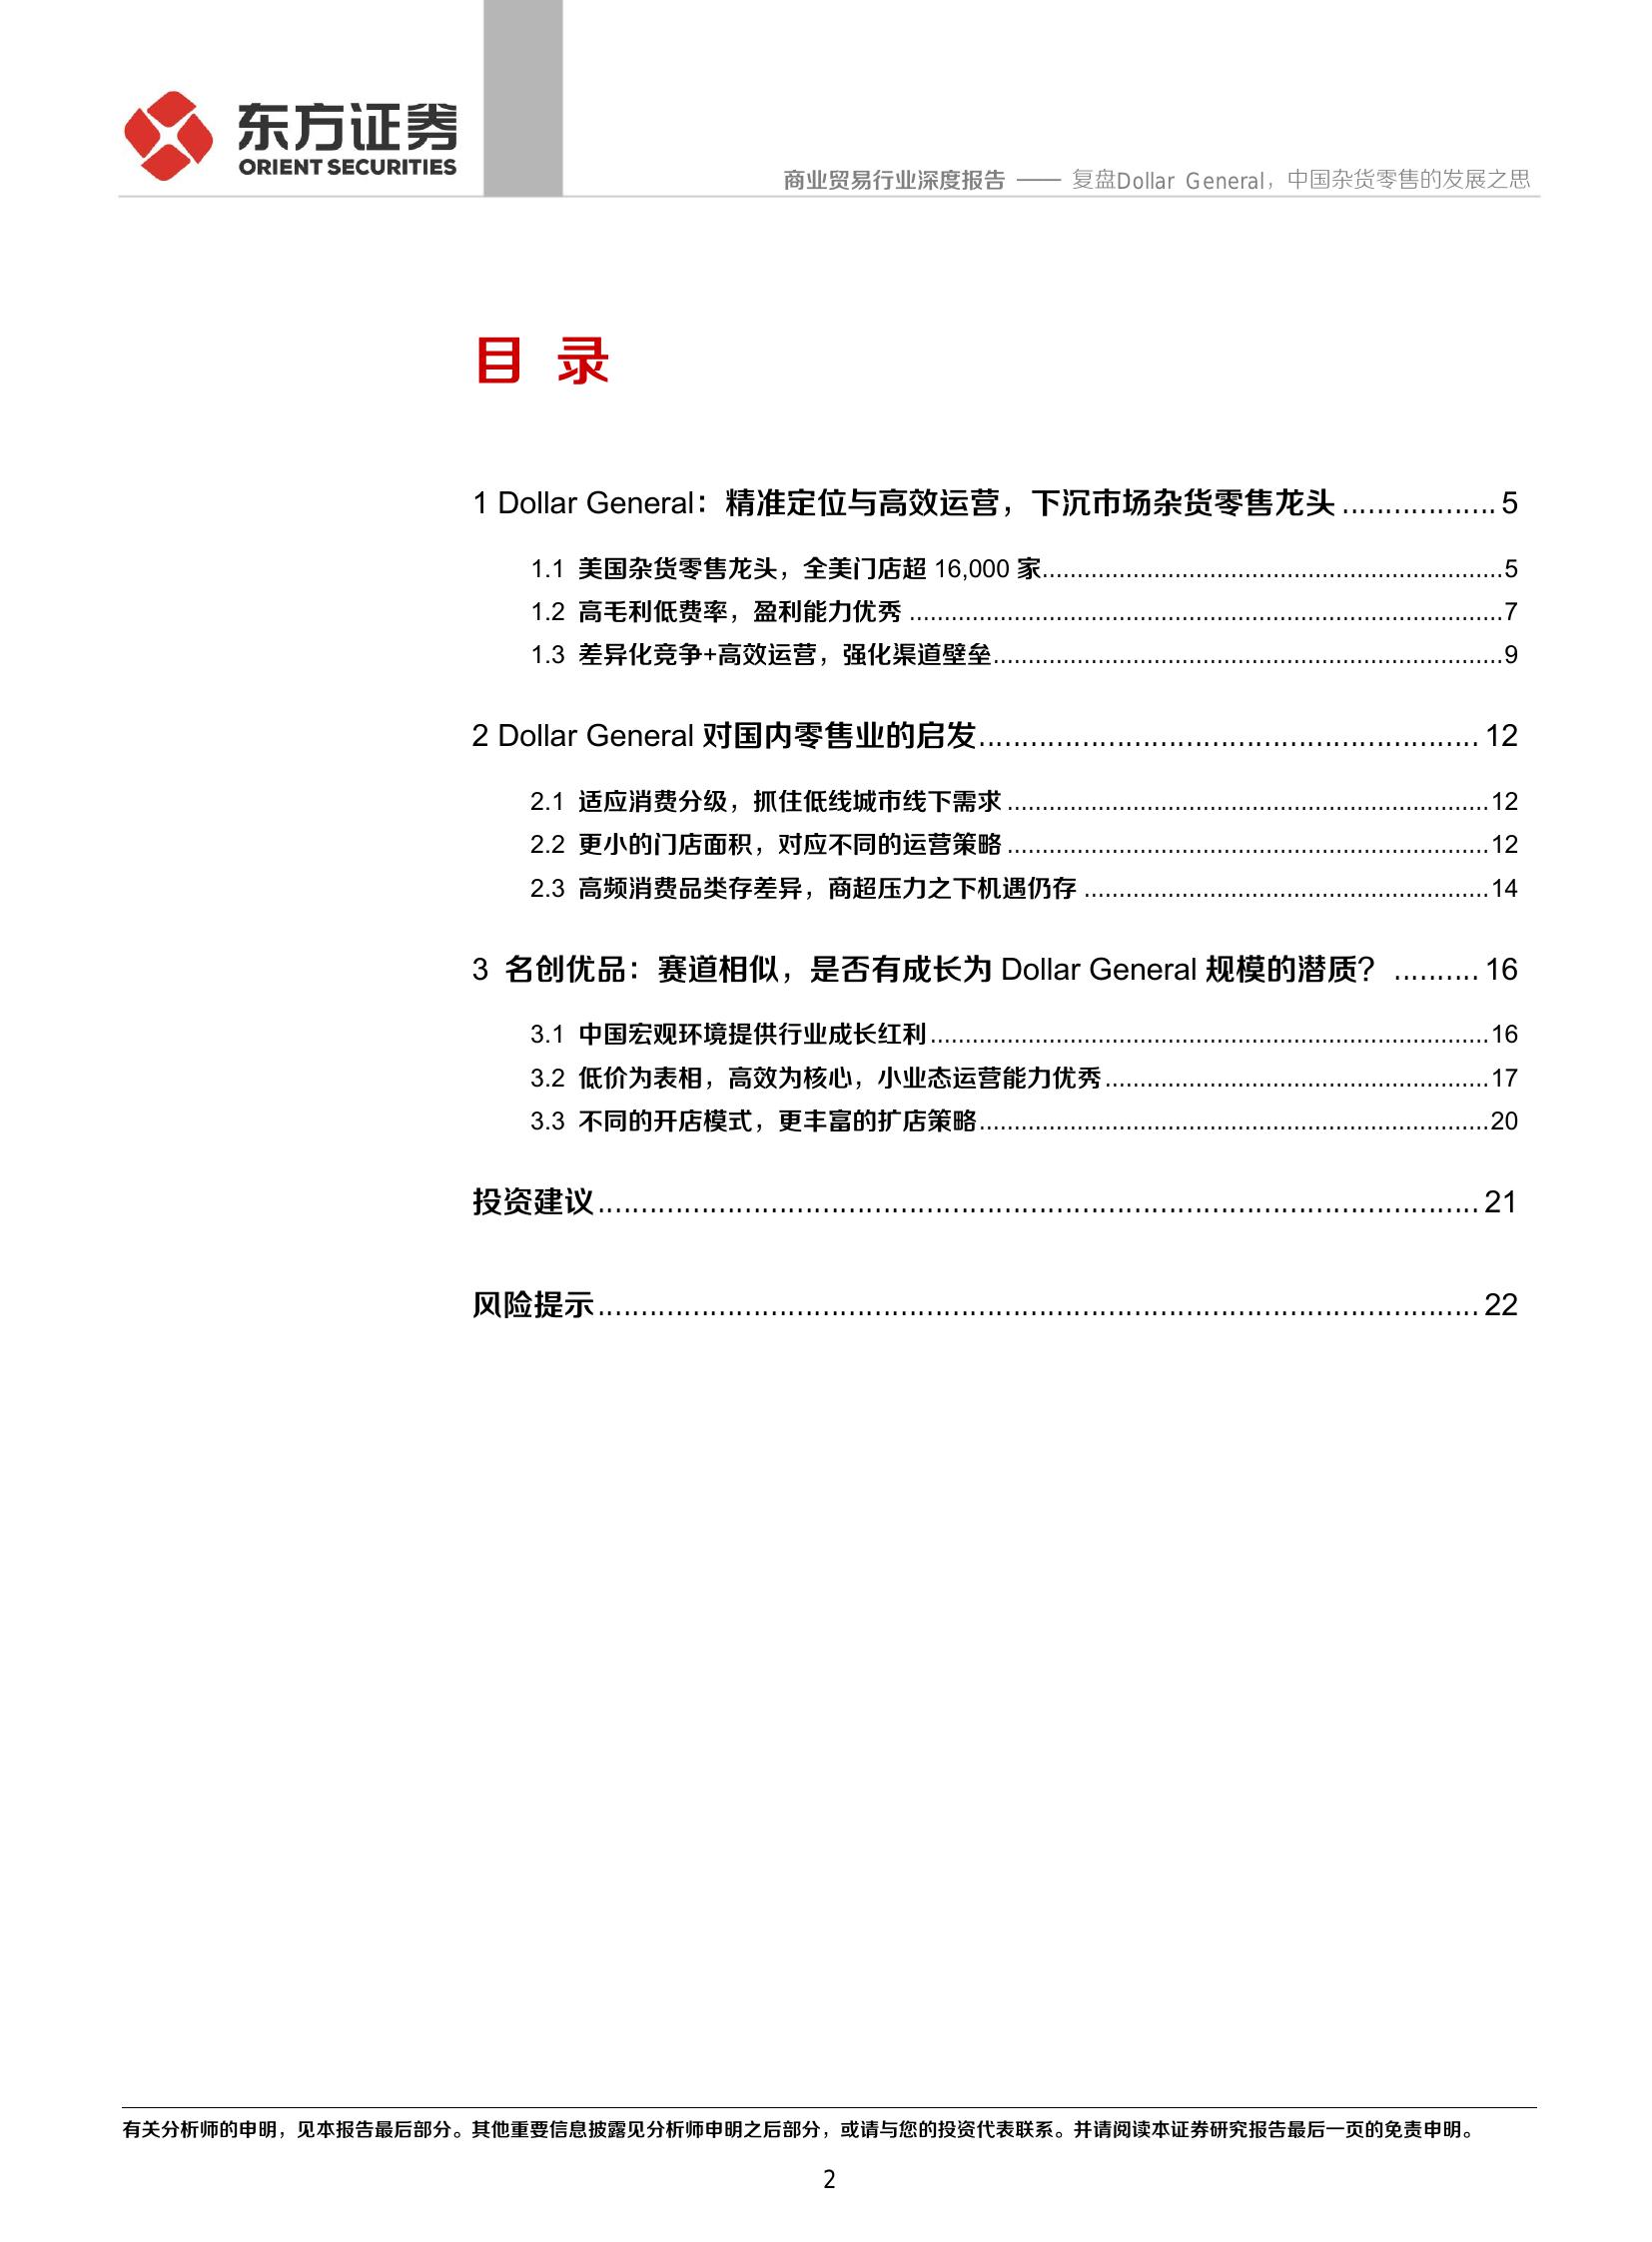 东方证券
ORIENT SECURITIES
商业贸易行业深度报告 —— 复盘Dollar General，中国杂货零售的发展之思
目 录
1 Dollar General：精准定位与高效运营，下沉市场杂货零售龙头.................. 5
1.1 美国杂货零售龙头，全美门店超 16,000 家..................................................................5
1.2 高毛利低费率，盈利能力优秀 .....................................................................................7
1.3 差异化竞争+高效运营，强化渠道壁垒.........................................................................9
2 Dollar General 对国内零售业的启发.......................................................... 12
2.1 适应消费分级，抓住低线城市线下需求 .....................................................................12
2.2 更小的门店面积，对应不同的运营策略 .....................................................................12
2.3 高频消费品类存差异，商超压力之下机遇仍存 ..........................................................14
3 名创优品：赛道相似，是否有成长为 Dollar General 规模的潜质？ .......... 16
3.1 中国宏观环境提供行业成长红利................................................................................16
3.2 低价为表相，高效为核心，小业态运营能力优秀.......................................................17
3.3 不同的开店模式，更丰富的扩店策略.........................................................................20
投资建议...................................................................................................... 21
风险提示...................................................................................................... 22
有关分析师的申明，见本报告最后部分。其他重要信息披露见分析师申明之后部分，或请与您的投资代表联系。并请阅读本证券研究报告最后一页的免责申明。
2